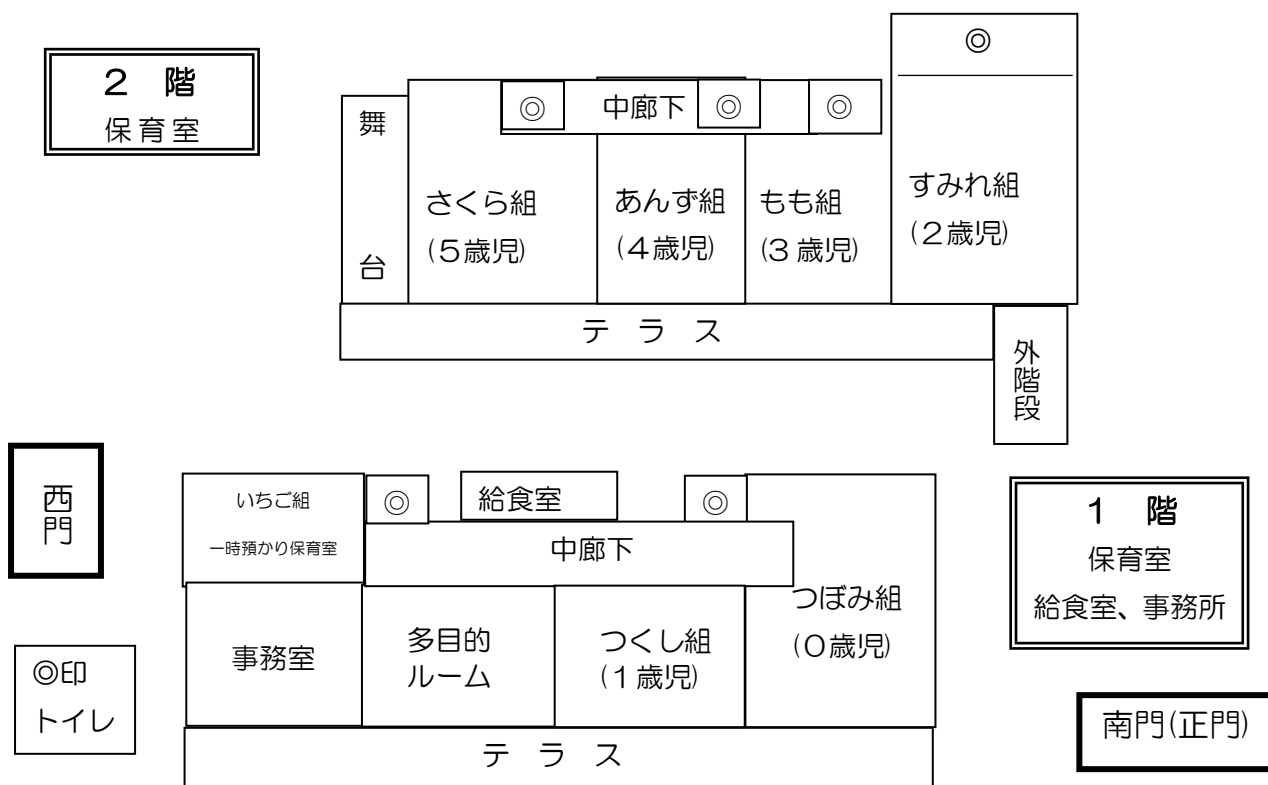 ２　階
保育室
◎
◎
中廊下
◎
◎
舞
台
さくら組
(５歳児)
あんず組
(４歳児)
もも組
(３歳児)
すみれ組
(２歳児)
テ　ラ　ス
外階段
西門
いちご組
一時預かり保育室
◎
給食室
◎
中廊下
１　階
保育室
給食室、事務所
事務室
多目的
ルーム
つくし組
(１歳児)
つぼみ組
(０歳児)
◎印
トイレ
南門(正門)
テ　ラ　ス